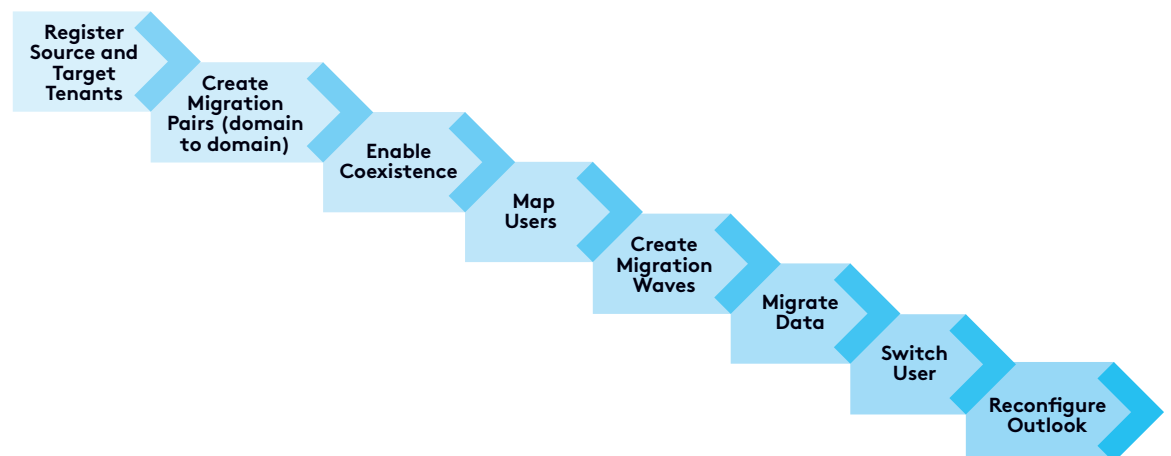 Register
Source and
Target
Tenants
Create
Migration
Pairs (domain
to domain)
Enable
Coexistence
Map
Users
Create
Migration
Waves
Migrate
Data
Switch
User
Reconfigure
Outlook